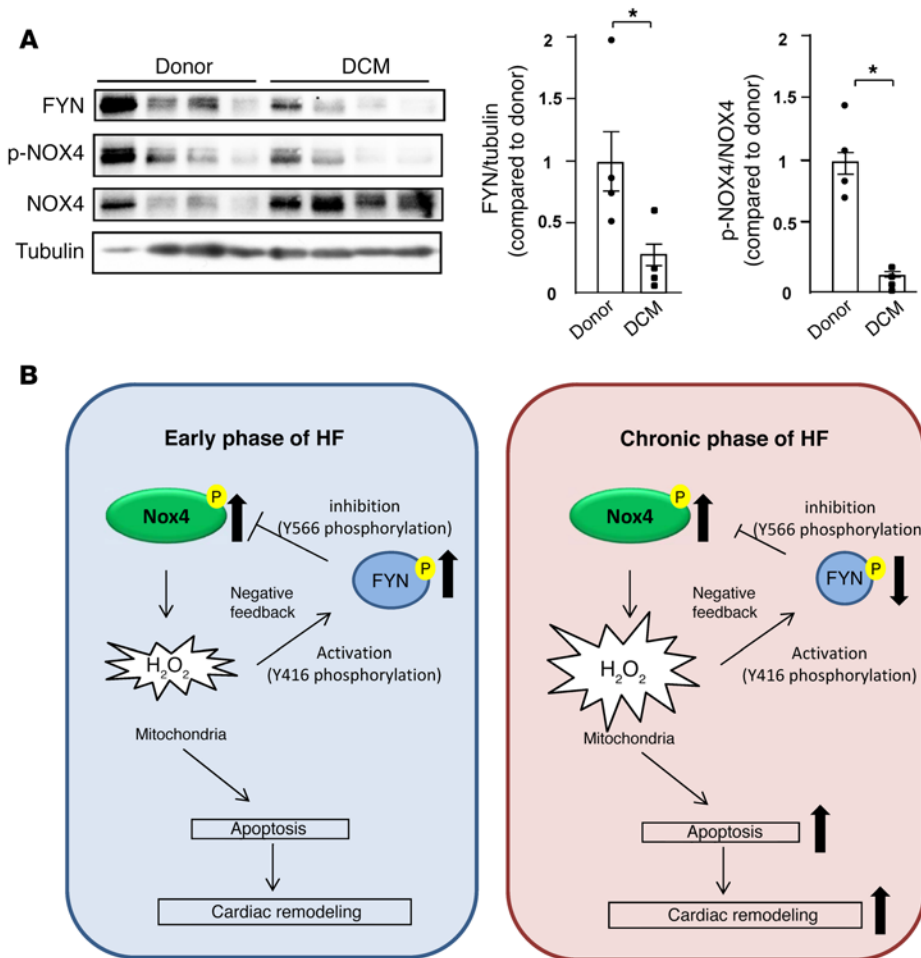 A
Donor DCM
FYN
p-NOX4
NOX4
Tubulin
FYN/tubulin
(compared to donor)
2
1.5
1
0.5
0
*
Donor
DCM
p-NOX4/NOX4
(compared to donor)
2
1.5
1
0.5
0
*
Donor
DCM
B
Early phase of HF
Nox4
P
inhibition
(Y566 phosphorylation)
FYN
P
Negative
feedback
H2O2
Activation
(Y416 phosphorylation)
Mitochondria
Apoptosis
Cardiac remodeling
Chronic phase of HF
Nox4
P
inhibition
(Y566 phosphorylation)
FYN
P
Negative
feedback
H2O2
Activation
(Y416 phosphorylation)
Mitochondria
Apoptosis
Cardiac remodeling